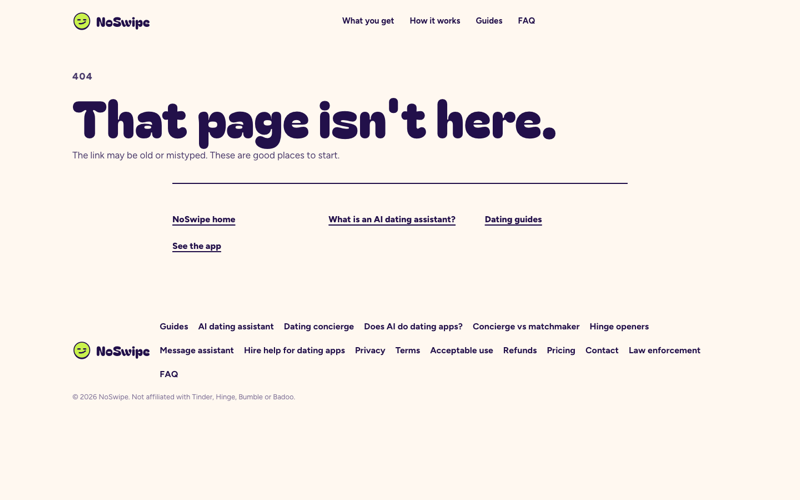 NoSwipe
What you get How it works Guides FAQ
404
That page isn't here.
The link may be old or mistyped. These are good places to start.
NoSwipe home What is an AI dating assistant? Dating guides
See the app
Guides AI dating assistant Dating concierge Does AI do dating apps? Concierge vs matchmaker Hinge openers
NoSwipe
Message assistant Hire help for dating apps Privacy Terms Acceptable use Refunds Pricing Contact Law enforcement
FAQ
© 2026 NoSwipe. Not affiliated with Tinder, Hinge, Bumble or Badoo.